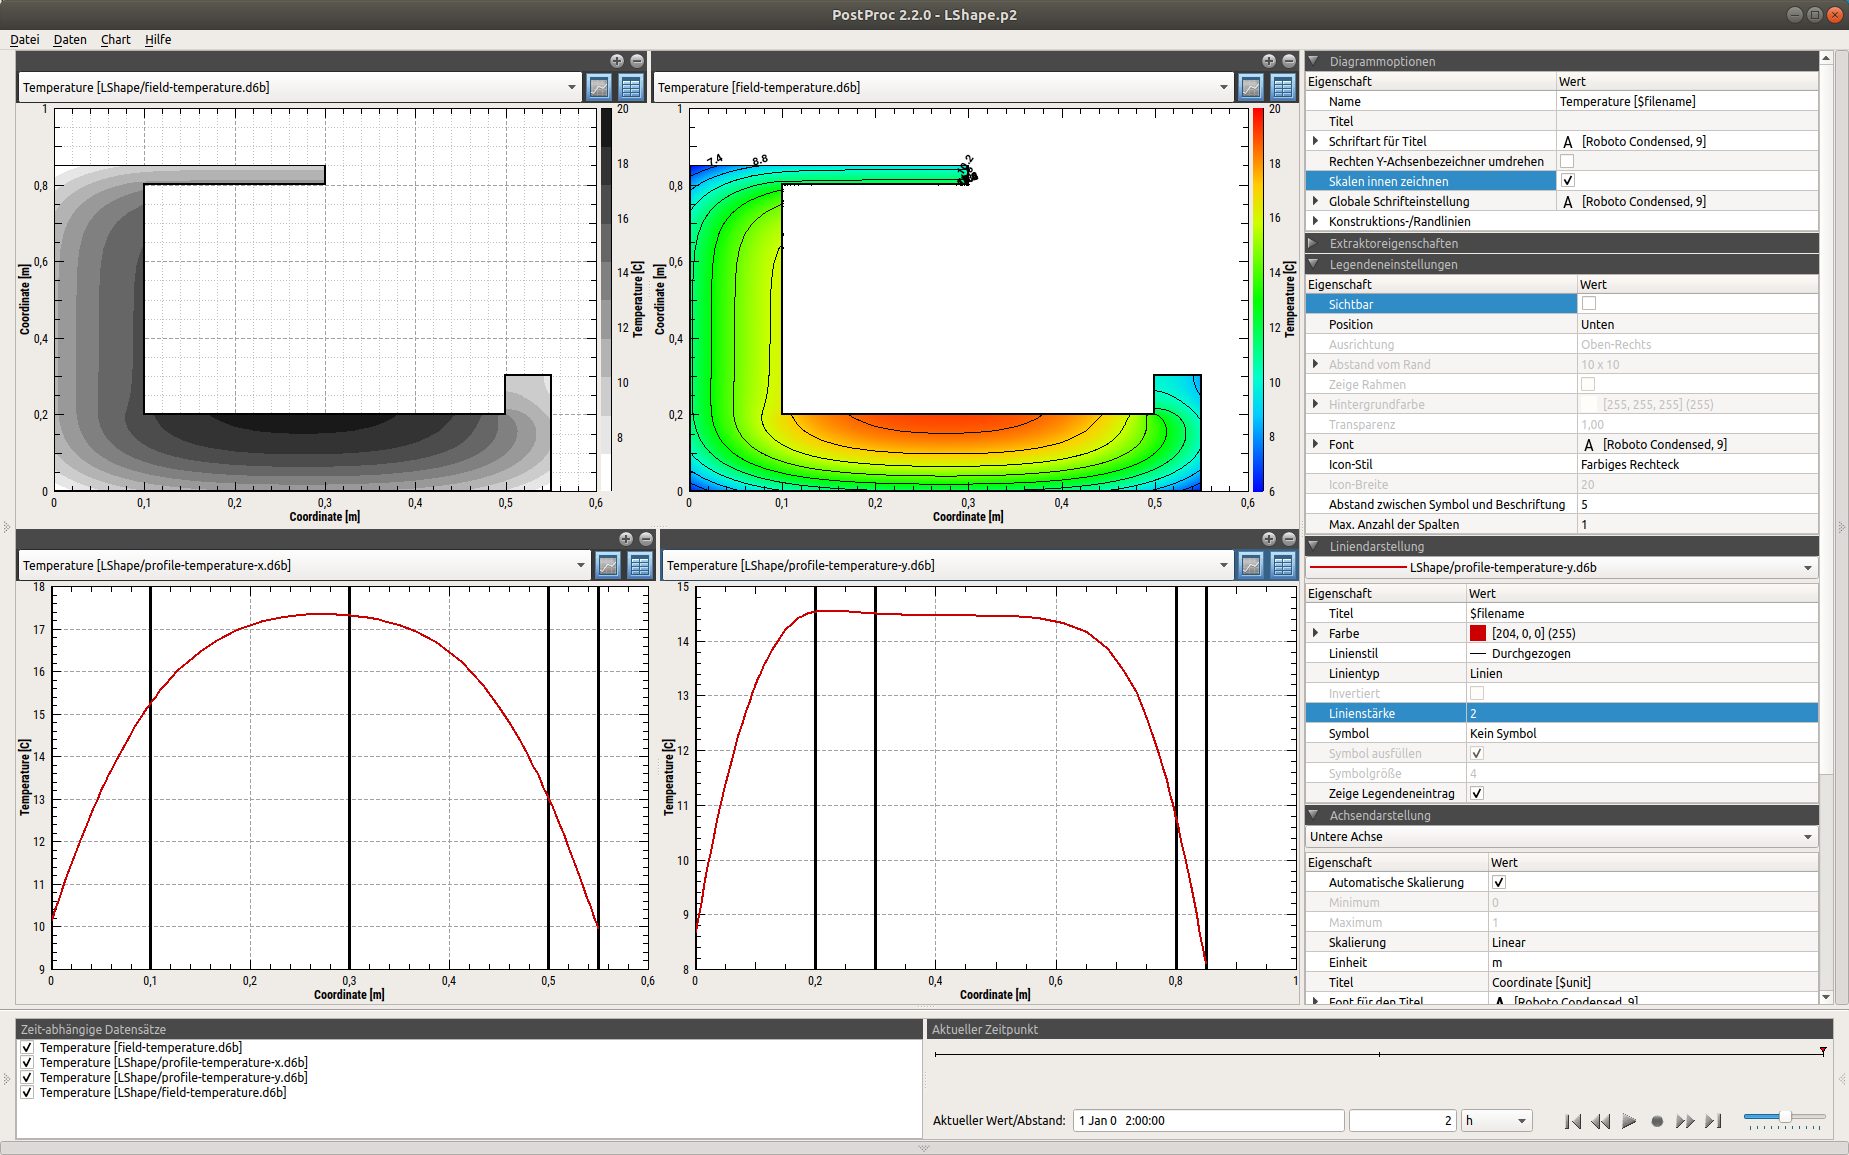 PostProc 2.2.0 - LShape.p2
Datei Daten Chart Hilfe
Temperature [LShape/field-temperature.d6b]
1
0,8
0,6
0,4
0,2
0
Coordinate [m]
0 0,1 0,2 0,3 0,4 0,5 0,6
Coordinate [m]
20
18
16
14
12
10
8
Temperature [C]
Temperature [field-temperature.d6b]
1
0,8
0,6
0,4
0,2
0
Coordinate [m]
7.4 8.8 10.2
0 0,1 0,2 0,3 0,4 0,5 0,6
Coordinate [m]
20
18
16
14
12
10
8
6
Temperature [C]
Temperature [LShape/profile-temperature-x.d6b]
18
17
16
15
14
13
12
11
10
9
Temperature [C]
0 0,1 0,2 0,3 0,4 0,5 0,6
Coordinate [m]
Temperature [LShape/profile-temperature-y.d6b]
15
14
13
12
11
10
9
8
Temperature [C]
0 0,2 0,4 0,6 0,8 1
Coordinate [m]
Diagrammoptionen
Eigenschaft Wert
Name Temperature [$filename]
Titel
Schriftart für Titel A [Roboto Condensed, 9]
Rechten Y-Achsenbezeichner umdrehen
Skalen innen zeichnen
Globale Schrifteinstellung A [Roboto Condensed, 9]
Konstruktions-/Randlinien
Extraktoreigenschaften
Legendeneinstellungen
Eigenschaft Wert
Sichtbar
Position Unten
Ausrichtung Oben-Rechts
Abstand vom Rand 10 x 10
Zeige Rahmen
Hintergrundfarbe [255, 255, 255] (255)
Transparenz 1,00
Font A [Roboto Condensed, 9]
Icon-Stil Farbiges Rechteck
Icon-Breite 20
Abstand zwischen Symbol und Beschriftung 5
Max. Anzahl der Spalten 1
Liniendarstellung
LShape/profile-temperature-y.d6b
Eigenschaft Wert
Titel $filename
Farbe [204, 0, 0] (255)
Linienstil Durchgezogen
Linientyp Linien
Invertiert
Linienstärke 2
Symbol Kein Symbol
Symbol ausfüllen
Symbolgröße 4
Zeige Legendeneintrag
Achsendarstellung
Untere Achse
Eigenschaft Wert
Automatische Skalierung
Minimum 0
Maximum 1
Skalierung Linear
Einheit m
Titel Coordinate [$unit]
Font für den Titel A [Roboto Condensed, 9]
Zeit-abhängige Datensätze
Temperature [field-temperature.d6b]
Temperature [LShape/profile-temperature-x.d6b]
Temperature [LShape/profile-temperature-y.d6b]
Temperature [LShape/field-temperature.d6b]
Aktueller Zeitpunkt
Aktueller Wert/Abstand: 1 Jan 0 2:00:00 2 h